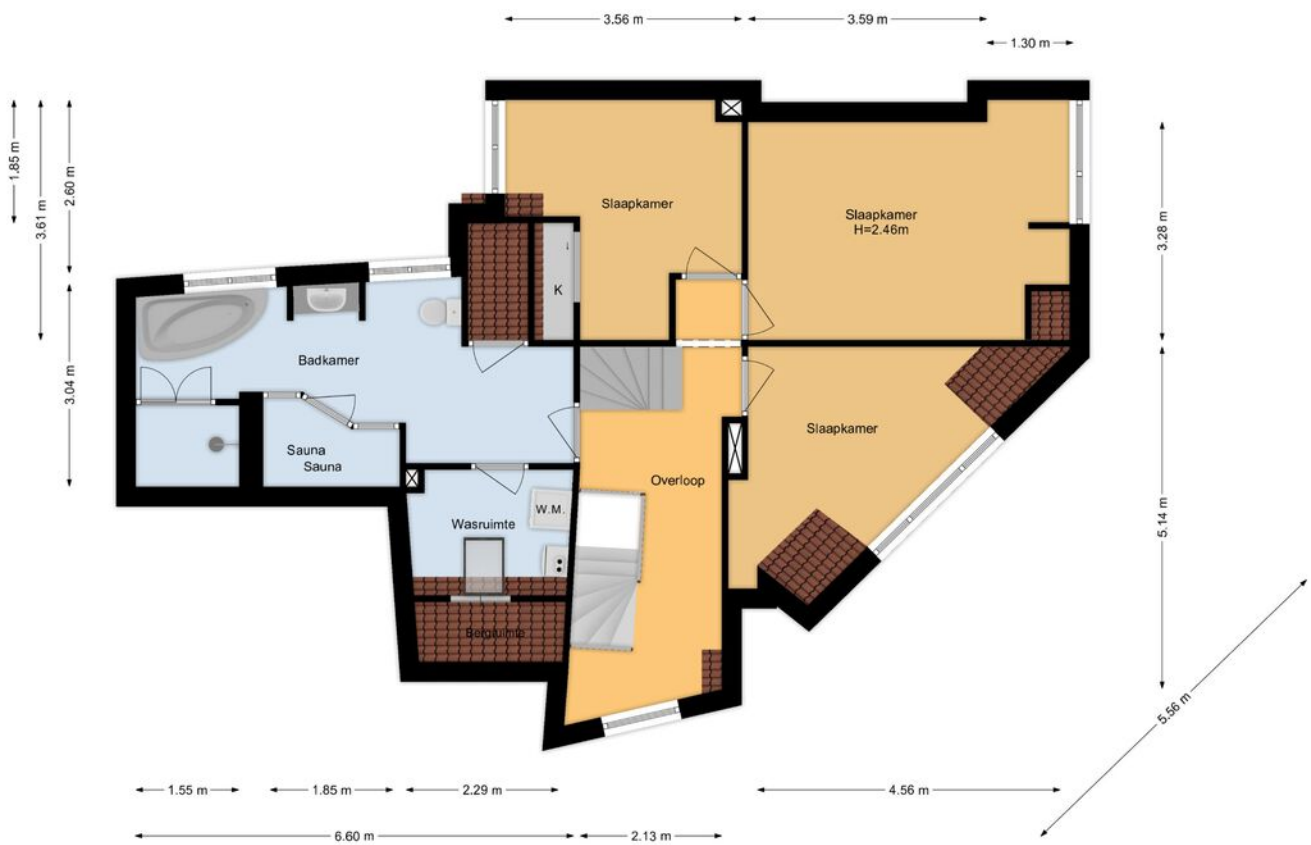 3.56 m
3.59 m
1.30 m
1.85 m
3.61 m
2.60 m
3.28 m
Slaapkamer
Slaapkamer
H=2.46m
K
Badkamer
3.04 m
Slaapkamer
Sauna
Sauna
Overloop
W.M.
Wasruimte
5.14 m
Bergruimte
5.56 m
1.55 m
1.85 m
2.29 m
4.56 m
6.60 m
2.13 m